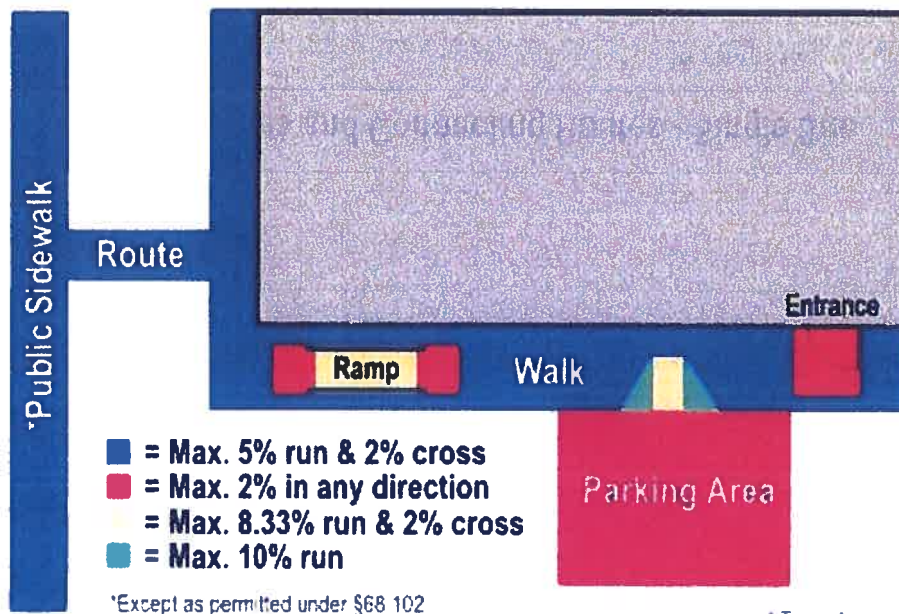 *Public Sidewalk
Route
Entrance
Ramp
Walk
Parking Area
= Max. 5% run & 2% cross
= Max. 2% in any direction
= Max. 8.33% run & 2% cross
= Max. 10% run
*Except as permitted under §68.102